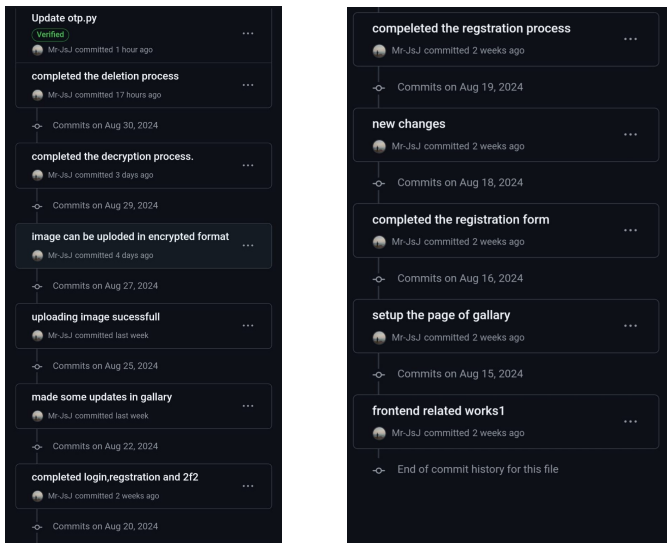 Update otp.py
Verified
Mr-JsJ committed 1 hour ago
completed the deletion process
Mr-JsJ committed 17 hours ago
Commits on Aug 30, 2024
completed the decryption process.
Mr-JsJ committed 3 days ago
Commits on Aug 29, 2024
image can be uploded in encrypted format
Mr-JsJ committed 4 days ago
Commits on Aug 27, 2024
uploading image sucessfull
Mr-JsJ committed last week
Commits on Aug 25, 2024
made some updates in gallary
Mr-JsJ committed last week
Commits on Aug 22, 2024
completed login,regstration and 2f2
Mr-JsJ committed 2 weeks ago
Commits on Aug 20, 2024
compeleted the regstration process
Mr-JsJ committed 2 weeks ago
Commits on Aug 19, 2024
new changes
Mr-JsJ committed 2 weeks ago
Commits on Aug 18, 2024
completed the registration form
Mr-JsJ committed 2 weeks ago
Commits on Aug 16, 2024
setup the page of gallary
Mr-JsJ committed 2 weeks ago
Commits on Aug 15, 2024
frontend related works1
Mr-JsJ committed 2 weeks ago
End of commit history for this file